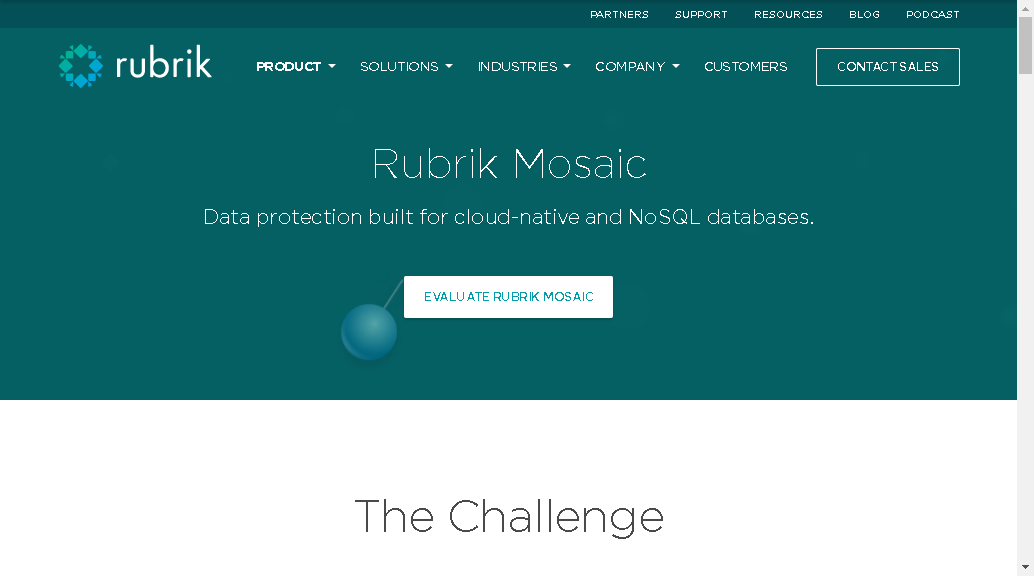 PARTNERS SUPPORT RESOURCES BLOG PODCAST
rubrik PRODUCT SOLUTIONS INDUSTRIES COMPANY CUSTOMERS CONTACT SALES
Rubrik Mosaic
Data protection built for cloud-native and NoSQL databases.
EVALUATE RUBRIK MOSAIC
The Challenge